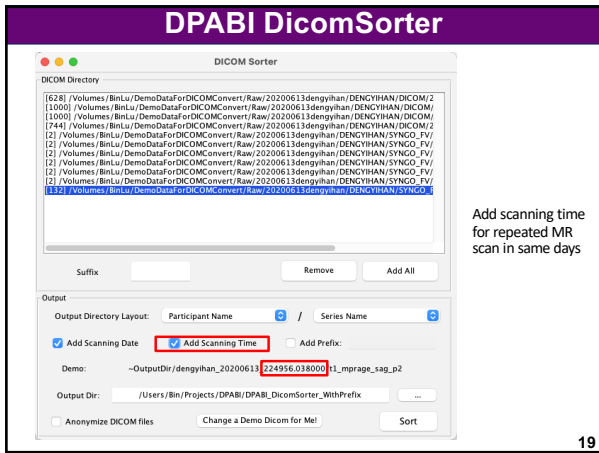 DPABI DicomSorter
DICOM Sorter
DICOM Directory
[628] /Volumes/BinLu/DemoDataForDICOMConvert/Raw/20200613dengyihan/DENGYIHAN/DICOM/2
[1000] /Volumes/BinLu/DemoDataForDICOMConvert/Raw/20200613dengyihan/DENGYIHAN/DICOM/
[1000] /Volumes/BinLu/DemoDataForDICOMConvert/Raw/20200613dengyihan/DENGYIHAN/DICOM/
[744] /Volumes/BinLu/DemoDataForDICOMConvert/Raw/20200613dengyihan/DENGYIHAN/DICOM/2
[2] /Volumes/BinLu/DemoDataForDICOMConvert/Raw/20200613dengyihan/DENGYIHAN/SYNGO_FV/
[2] /Volumes/BinLu/DemoDataForDICOMConvert/Raw/20200613dengyihan/DENGYIHAN/SYNGO_FV/
[2] /Volumes/BinLu/DemoDataForDICOMConvert/Raw/20200613dengyihan/DENGYIHAN/SYNGO_FV/
[2] /Volumes/BinLu/DemoDataForDICOMConvert/Raw/20200613dengyihan/DENGYIHAN/SYNGO_FV/
[2] /Volumes/BinLu/DemoDataForDICOMConvert/Raw/20200613dengyihan/DENGYIHAN/SYNGO_FV/
[2] /Volumes/BinLu/DemoDataForDICOMConvert/Raw/20200613dengyihan/DENGYIHAN/SYNGO_FV/
[132] /Volumes/BinLu/DemoDataForDICOMConvert/Raw/20200613dengyihan/DENGYIHAN/SYNGO_F
Add scanning time
for repeated MR
scan in same days
Suffix Remove Add All
Output
Output Directory Layout: Participant Name / Series Name
Add Scanning Date Add Scanning Time Add Prefix:
Demo: ~OutputDir/dengyihan_20200613_224956.038000_t1_mprage_sag_p2
Output Dir: /Users/Bin/Projects/DPABI/DPABI_DicomSorter_WithPrefix ...
Anonymize DICOM files Change a Demo Dicom for Me! Sort
19